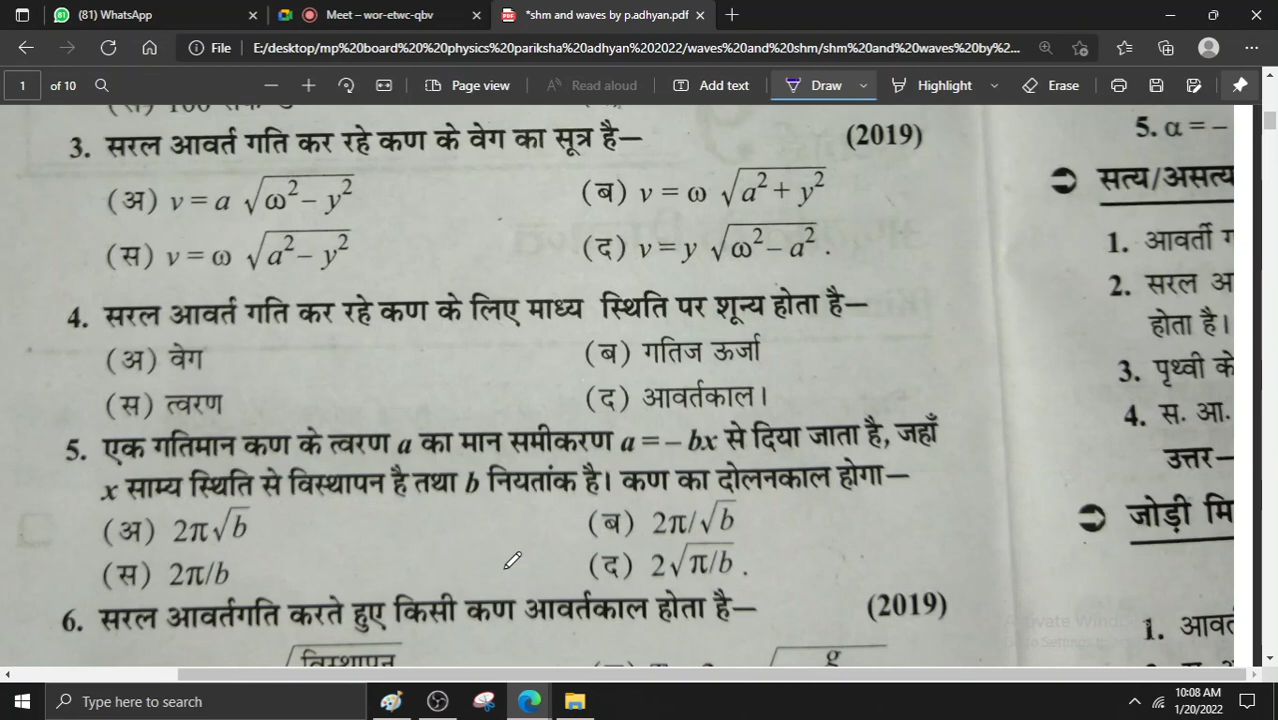 (81) WhatsApp
Meet – wor-etwc-qbv
*shm and waves by p.adhyan.pdf
File
E:/desktop/mp%20board%20%20physics%20pariksha%20adhyan%202022/waves%20and%20shm/shm%20and%20waves%20by%2...
1 of 10
Page view
Read aloud
Add text
Draw
Highlight
Erase
3. सरल आवर्त गति कर रहे कण के वेग का सूत्र है— (2019)
(अ) v = a √ω² – y²
(ब) v = ω √a² + y²
(स) v = ω √a² – y²
(द) v = y √ω² – a² .
4. सरल आवर्त गति कर रहे कण के लिए माध्य स्थिति पर शून्य होता है—
(अ) वेग
(ब) गतिज ऊर्जा
(स) त्वरण
(द) आवर्तकाल।
5. एक गतिमान कण के त्वरण a का मान समीकरण a = – bx से दिया जाता है, जहाँ
x साम्य स्थिति से विस्थापन है तथा b नियतांक है। कण का दोलनकाल होगा—
(अ) 2π√b
(ब) 2π/√b
(स) 2π/b
(द) 2√π/b .
6. सरल आवर्तगति करते हुए किसी कण आवर्तकाल होता है— (2019)
विस्थापन
g
5. α = –
सत्य/असत्य
1. आवर्ती
2. सरल
होता है।
3. पृथ्वी के
4. स. आ.
उत्तर—
जोड़ी
1.
Type here to search
10:08 AM
1/20/2022